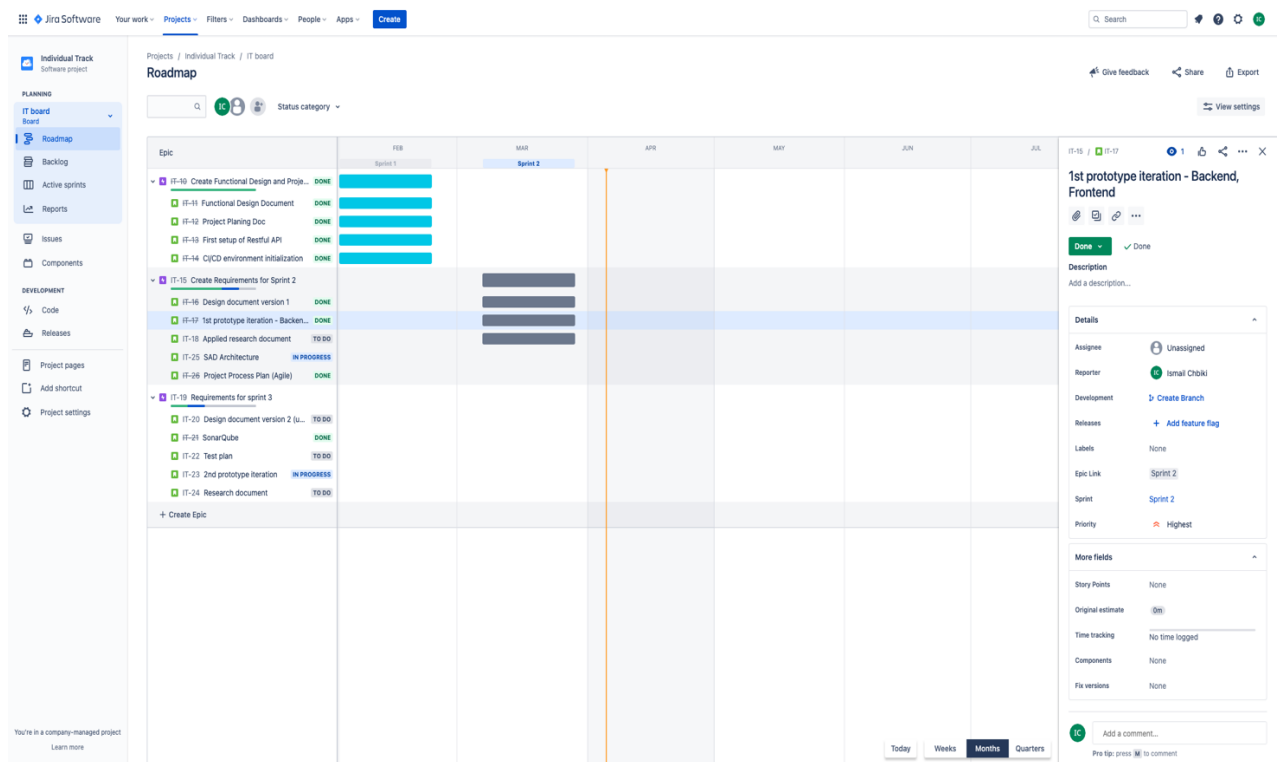 Jira Software Your work Projects Filters Dashboards People Apps Create Search IC
Individual Track
Software project
PLANNING
IT board
Board
Roadmap
Backlog
Active sprints
Reports
Issues
Components
DEVELOPMENT
Code
Releases
Project pages
Add shortcut
Project settings
You're in a company-managed project
Learn more
Projects / Individual Track / IT board
Roadmap
Give feedback Share Export
IC Status category View settings
Epic FEB MAR APR MAY JUN JUL
Sprint 1 Sprint 2
IT-10 Create Functional Design and Proje... DONE
IT-11 Functional Design Document DONE
IT-12 Project Planing Doc DONE
IT-13 First setup of Restful API DONE
IT-14 CI/CD environment initialization DONE
IT-15 Create Requirements for Sprint 2
IT-16 Design document version 1 DONE
IT-17 1st prototype iteration - Backen... DONE
IT-18 Applied research document TO DO
IT-25 SAD Architecture IN PROGRESS
IT-26 Project Process Plan (Agile) DONE
IT-19 Requirements for sprint 3
IT-20 Design document version 2 (u... TO DO
IT-21 SonarQube DONE
IT-22 Test plan TO DO
IT-23 2nd prototype iteration IN PROGRESS
IT-24 Research document TO DO
+ Create Epic
Today Weeks Months Quarters
IT-15 / IT-17 1
1st prototype iteration - Backend,
Frontend
Done Done
Description
Add a description...
Details
Assignee Unassigned
Reporter IC Ismail Chbiki
Development Create Branch
Releases + Add feature flag
Labels None
Epic Link Sprint 2
Sprint Sprint 2
Priority Highest
More fields
Story Points None
Original estimate 0m
Time tracking No time logged
Components None
Fix versions None
IC Add a comment...
Pro tip: press M to comment